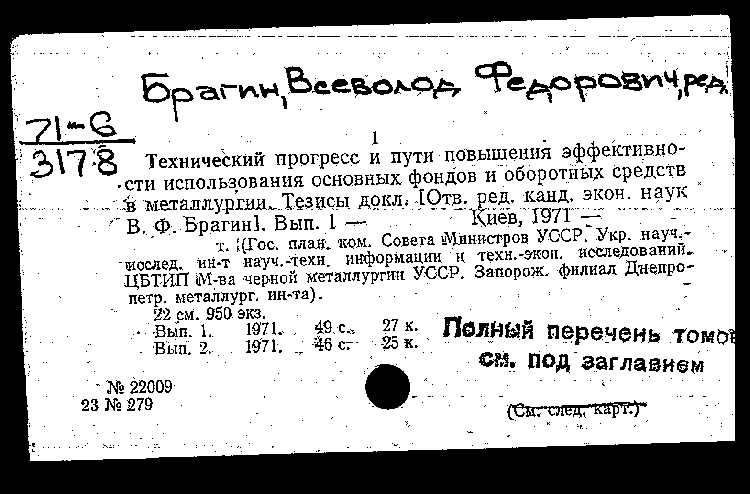 Брагин, Всеволод Федорович, ред.
71-6
3178
1
Технический прогресс и пути повышения эффективно-
сти использования основных фондов и оборотных средств
в металлургии. Тезисы докл. [Отв. ред. канд. экон. наук
В. Ф. Брагин]. Вып. 1 — Киев, 1971 —
т. (Гос. план. ком. Совета Министров УССР. Укр. науч.-
исслед. ин-т науч.-техн. информации и техн.-экон. исследований.
ЦБТИП М-ва черной металлургии УССР. Запорож. филиал Днепро-
петр. металлург. ин-та).
22 см. 950 экз.
Вып. 1. 1971. 49 с. 27 к.
Вып. 2. 1971. 46 с. 25 к.
Полный перечень томов
см. под заглавием
№ 22009
23 № 279
(См. след. карт.)